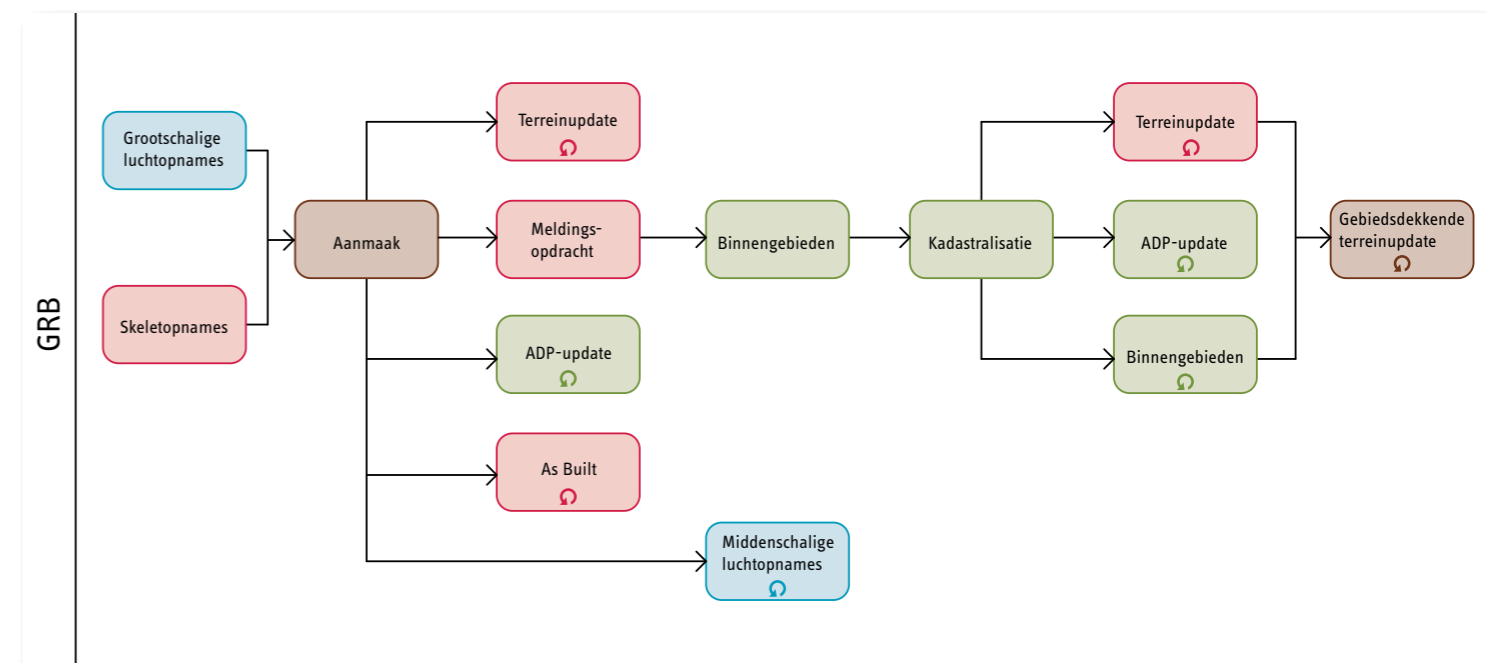 GRB
Grootschalige
luchtopnames
Skeletopnames
Aanmaak
Terreinupdate
Meldings-
opdracht
ADP-update
As Built
Middenschalige
luchtopnames
Binnengebieden
Kadastralisatie
Terreinupdate
ADP-update
Binnengebieden
Gebiedsdekkende
terreinupdate